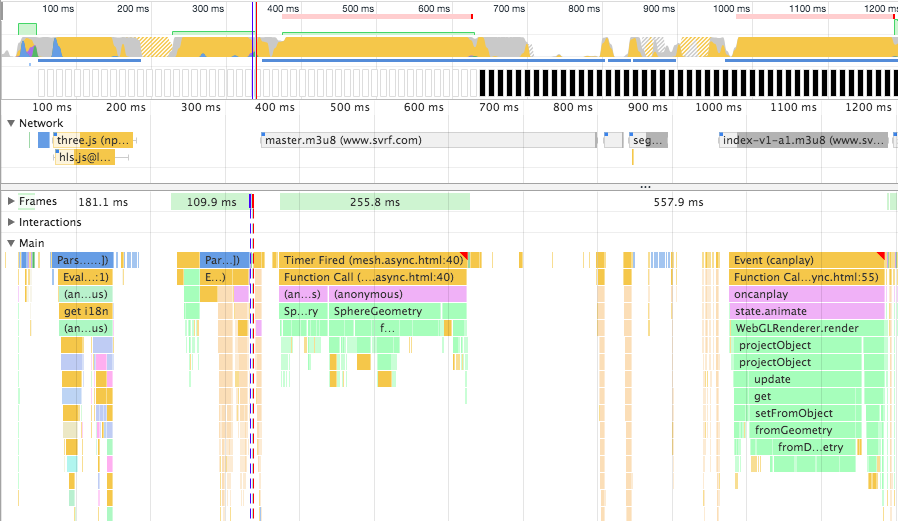 100 ms 200 ms 300 ms 400 ms 500 ms 600 ms 700 ms 800 ms 900 ms 1000 ms 1100 ms 1200 ms
100 ms 200 ms 300 ms 400 ms 500 ms 600 ms 700 ms 800 ms 900 ms 1000 ms 1100 ms 1200 ms
Network
three.js (np... master.m3u8 (www.svrf.com) seg... index-v1-a1.m3u8 (www.sv...
hls.js@l...
...
Frames 181.1 ms 109.9 ms 255.8 ms 557.9 ms
Interactions
Main
Pars......]) Par...]) Timer Fired (mesh.async.html:40) Event (canplay)
Eval...:1) E...) Function Call (....async.html:40) Function Cal...ync.html:55)
(an...us) (an...s) (anonymous) oncanplay
get i18n Sp...ry SphereGeometry state.animate
(an...us) f... WebGLRenderer.render
projectObject
projectObject
update
get
setFromObject
fromGeometry
fromD...etry